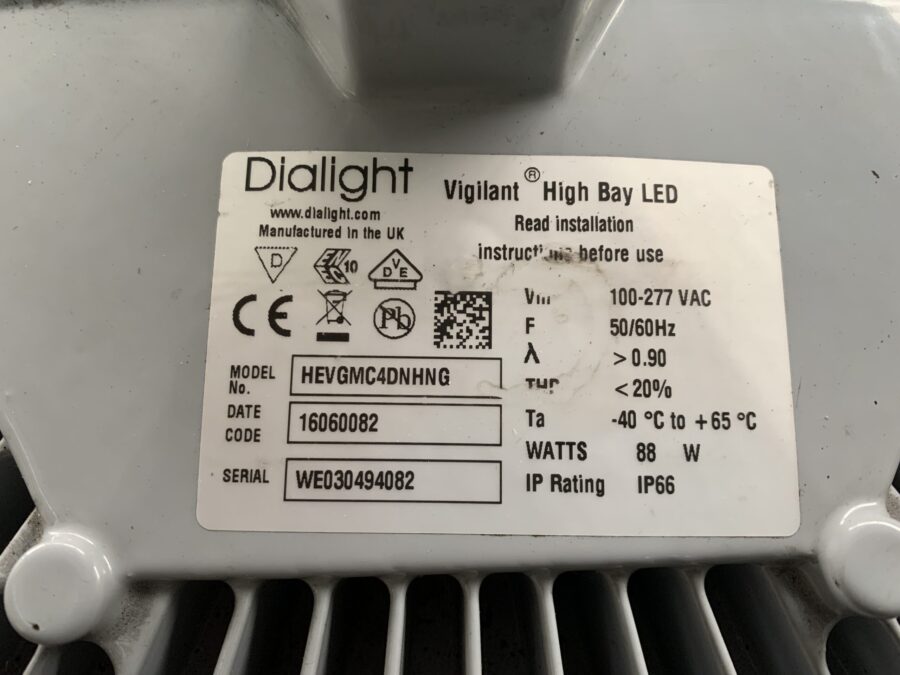 Dialight
www.dialight.com
Manufactured in the UK
Vigilant® High Bay LED
Read installation
before use
D
10
DVE
CE
Pb
MODEL No. HEVGMC4DNHNG
DATE CODE 16060082
SERIAL WE030494082
100-277 VAC
F 50/60Hz
λ >0.90
<20%
Ta -40 °C to +65 °C
WATTS 88 W
IP Rating IP66